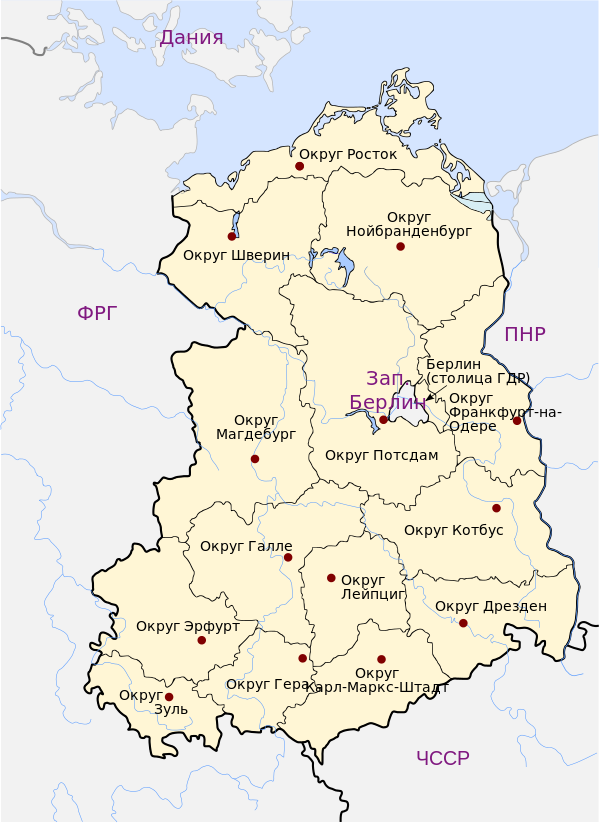 Дания
Округ Росток
Округ
Нойбранденбург
Округ Шверин
ФРГ
ПНР
Берлин
(столица ГДР)
Зап.
Берлин
Округ
Франкфурт-на-
Одере
Округ
Магдебург
Округ Потсдам
Округ Котбус
Округ Галле
Округ
Лейпциг
Округ Дрезден
Округ Эрфурт
Округ Гера
Округ
Карл-Маркс-Штадт
Округ
Зуль
ЧССР